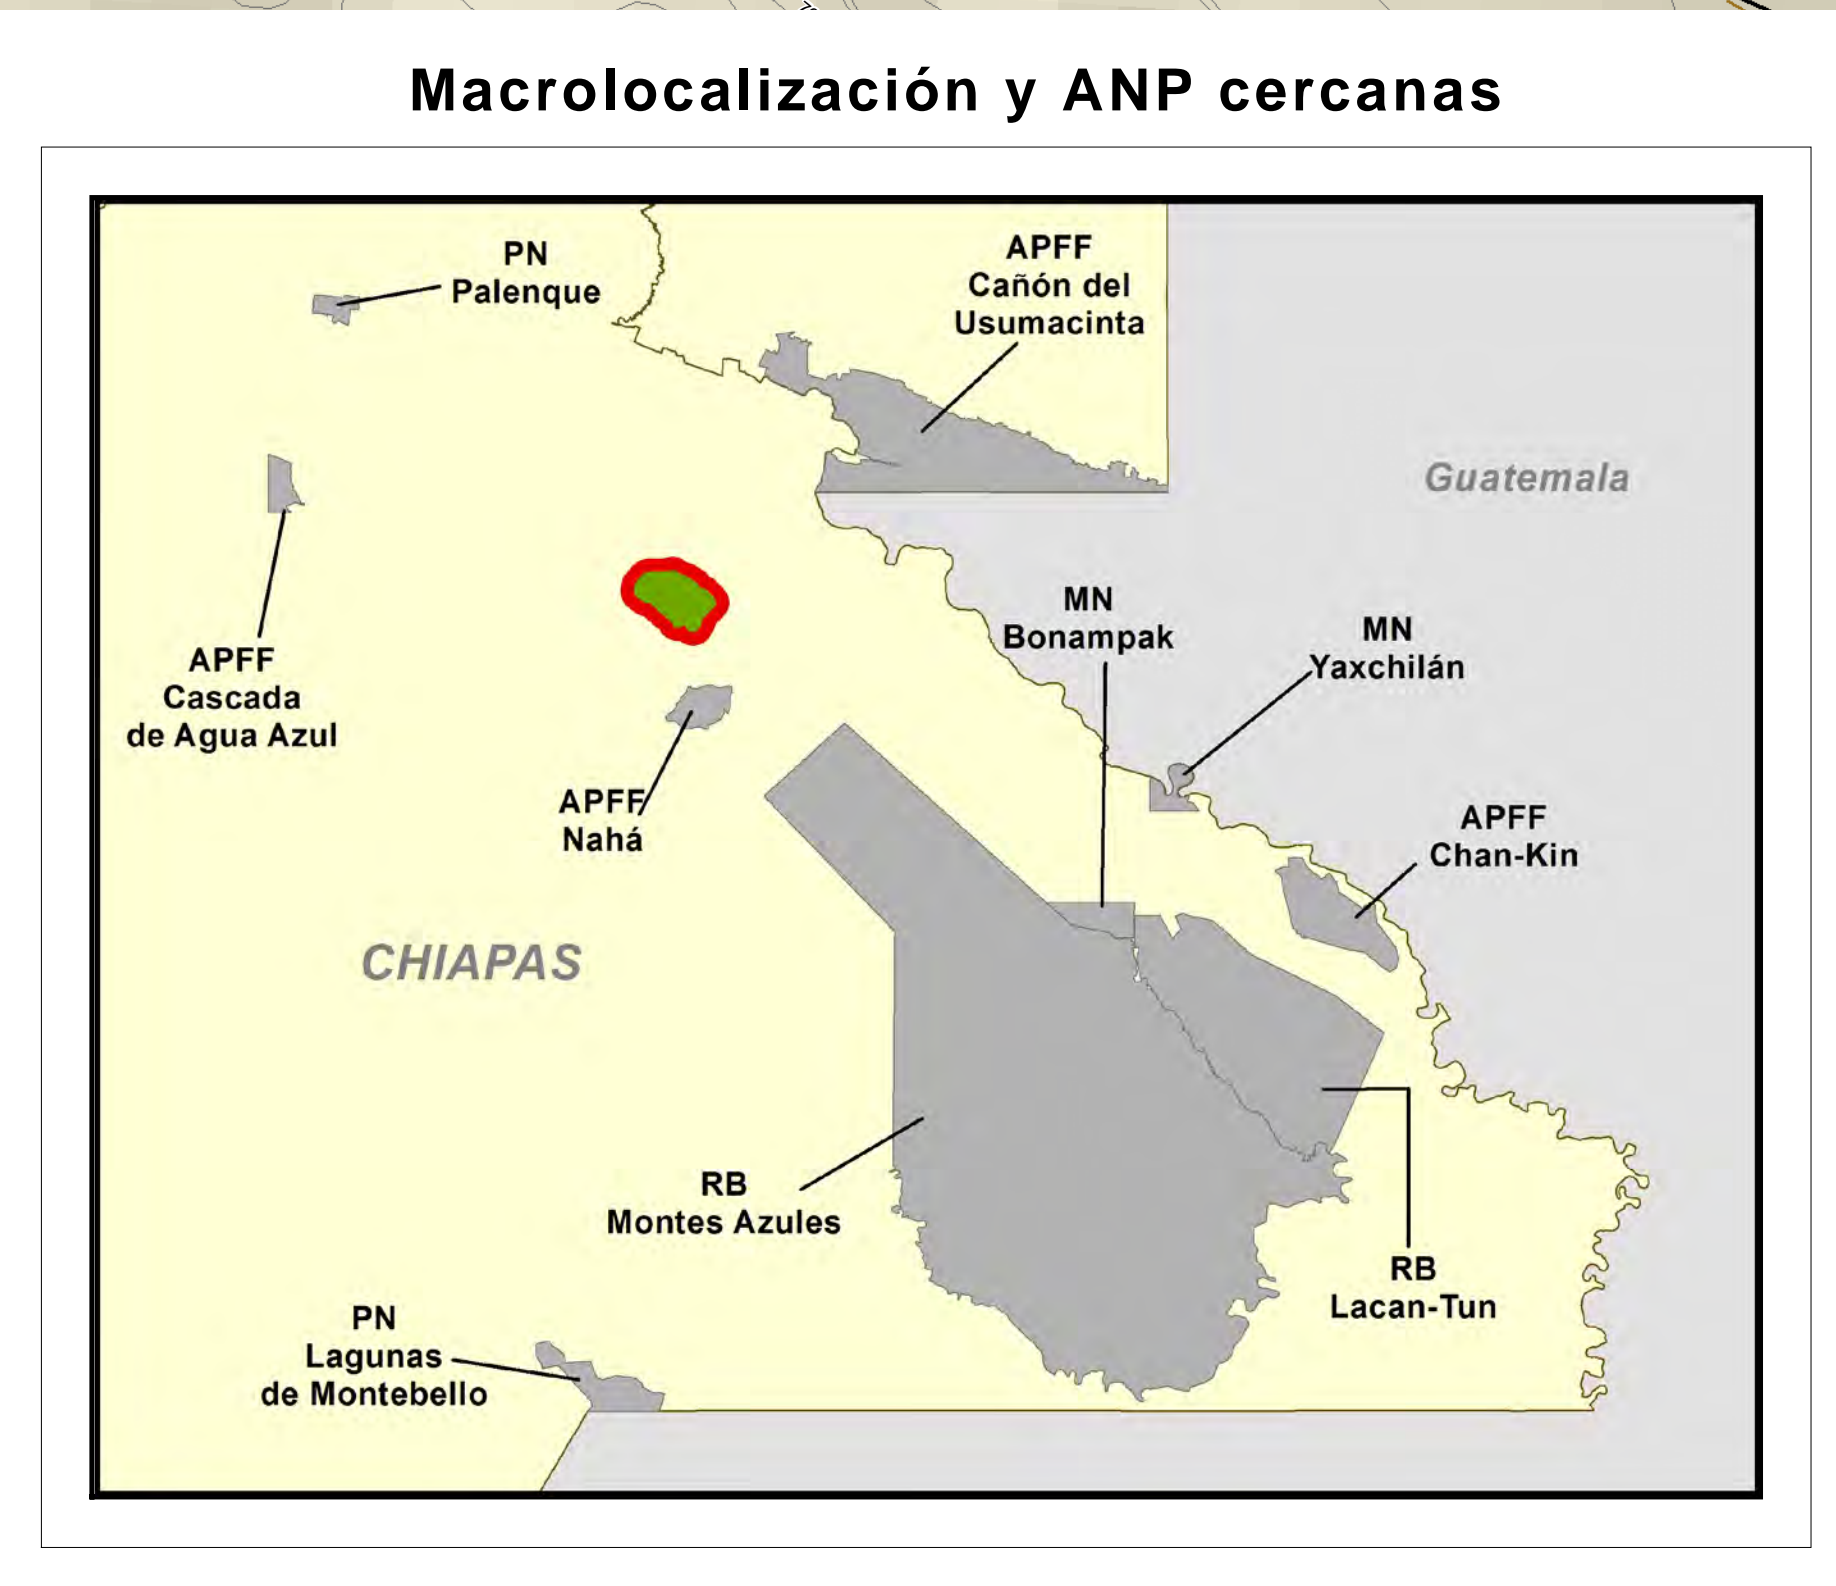 Macrolocalización y ANP cercanas
PN
Palenque
APFF
Cañón del
Usumacinta
Guatemala
APFF
Cascada
de Agua Azul
MN
Bonampak
MN
Yaxchilán
APFF
Nahá
APFF
Chan-Kin
CHIAPAS
RB
Montes Azules
RB
Lacan-Tun
PN
Lagunas
de Montebello